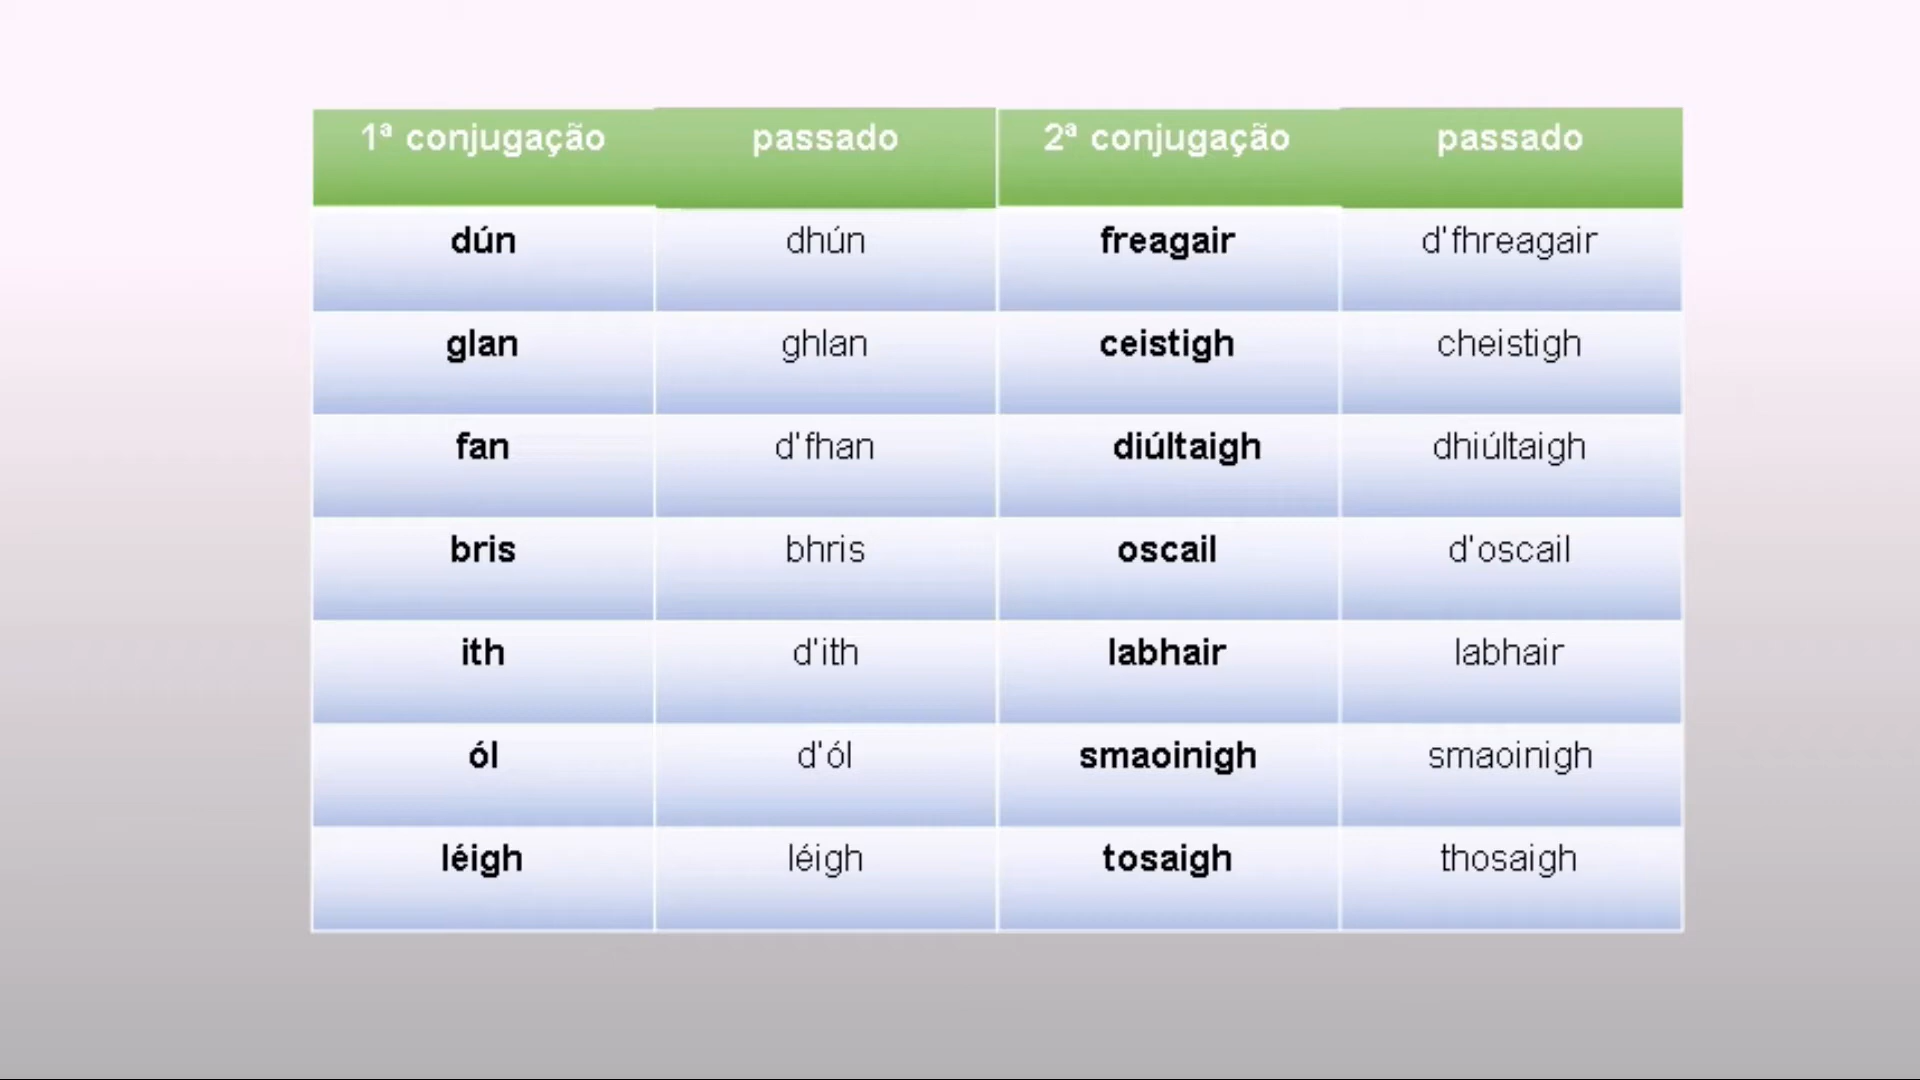 1ª conjugação passado 2ª conjugação passado
dún dhún freagair d'fhreagair
glan ghlan ceistigh cheistigh
fan d'fhan diúltaigh dhiúltaigh
bris bhris oscail d'oscail
ith d'ith labhair labhair
ól d'ól smaoinigh smaoinigh
léigh léigh tosaigh thosaigh